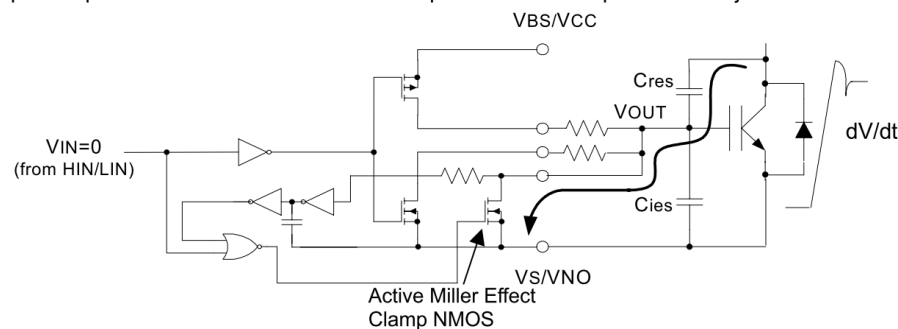 VBS/VCC
Cres
VOUT
dV/dt
VIN=0
(from HIN/LIN)
Cies
VS/VNO
Active Miller Effect
Clamp NMOS